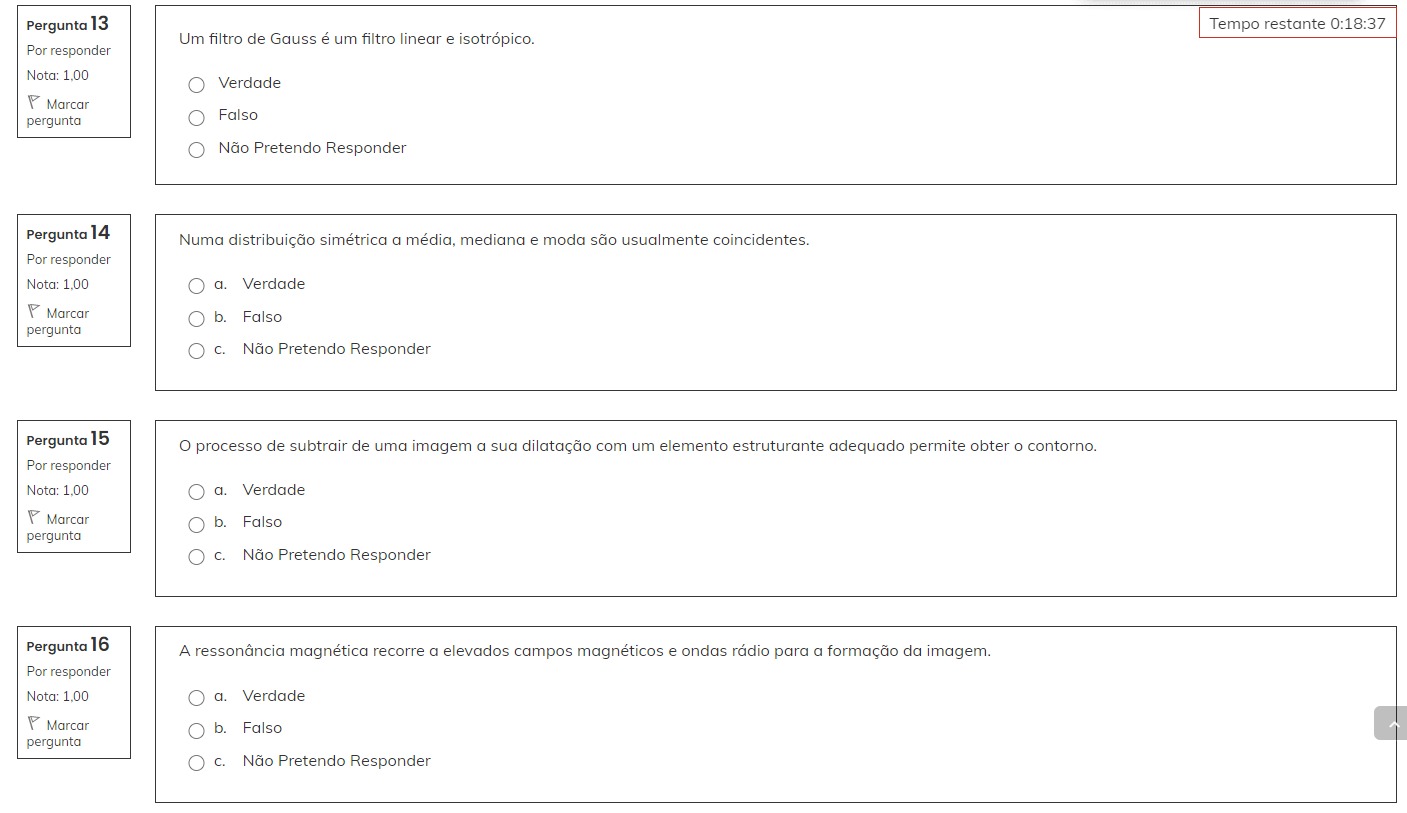 Pergunta 13
Por responder
Nota: 1,00
Marcar
pergunta
Tempo restante 0:18:37
Um filtro de Gauss é um filtro linear e isotrópico.
Verdade
Falso
Não Pretendo Responder
Pergunta 14
Por responder
Nota: 1,00
Marcar
pergunta
Numa distribuição simétrica a média, mediana e moda são usualmente coincidentes.
a. Verdade
b. Falso
c. Não Pretendo Responder
Pergunta 15
Por responder
Nota: 1,00
Marcar
pergunta
O processo de subtrair de uma imagem a sua dilatação com um elemento estruturante adequado permite obter o contorno.
a. Verdade
b. Falso
c. Não Pretendo Responder
Pergunta 16
Por responder
Nota: 1,00
Marcar
pergunta
A ressonância magnética recorre a elevados campos magnéticos e ondas rádio para a formação da imagem.
a. Verdade
b. Falso
c. Não Pretendo Responder